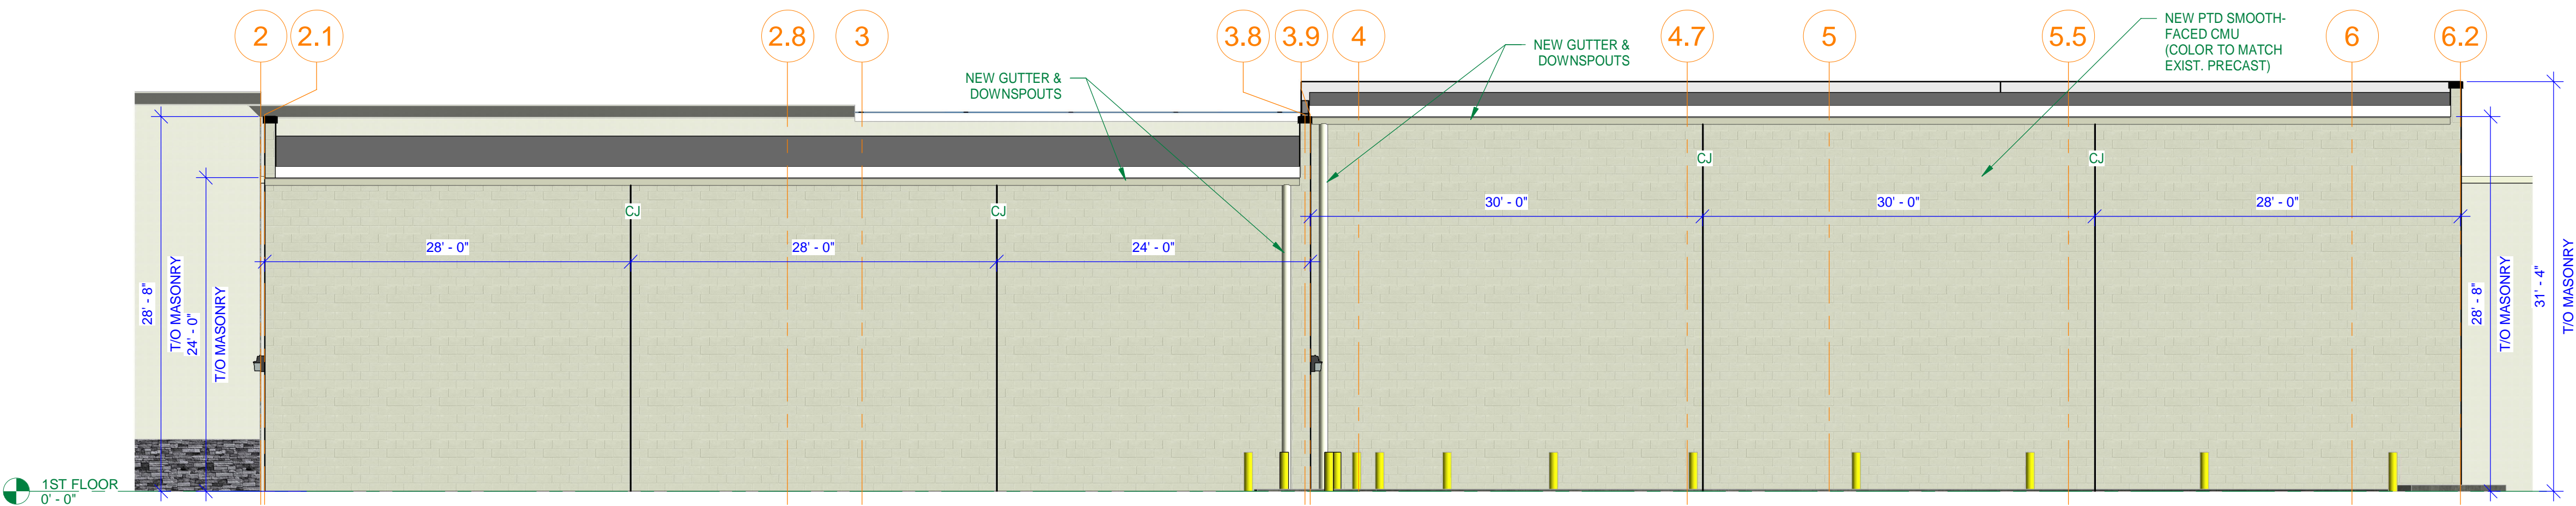 2
2.1
2.8
3
3.8
3.9
4
4.7
5
5.5
6
6.2
NEW GUTTER &
DOWNSPOUTS
NEW GUTTER &
DOWNSPOUTS
NEW PTD SMOOTH-
FACED CMU
(COLOR TO MATCH
EXIST. PRECAST)
CJ
CJ
CJ
CJ
28' - 0"
28' - 0"
24' - 0"
30' - 0"
30' - 0"
28' - 0"
28' - 8"
T/O MASONRY
24' - 0"
T/O MASONRY
28' - 8"
T/O MASONRY
31' - 4"
T/O MASONRY
1ST FLOOR
0' - 0"